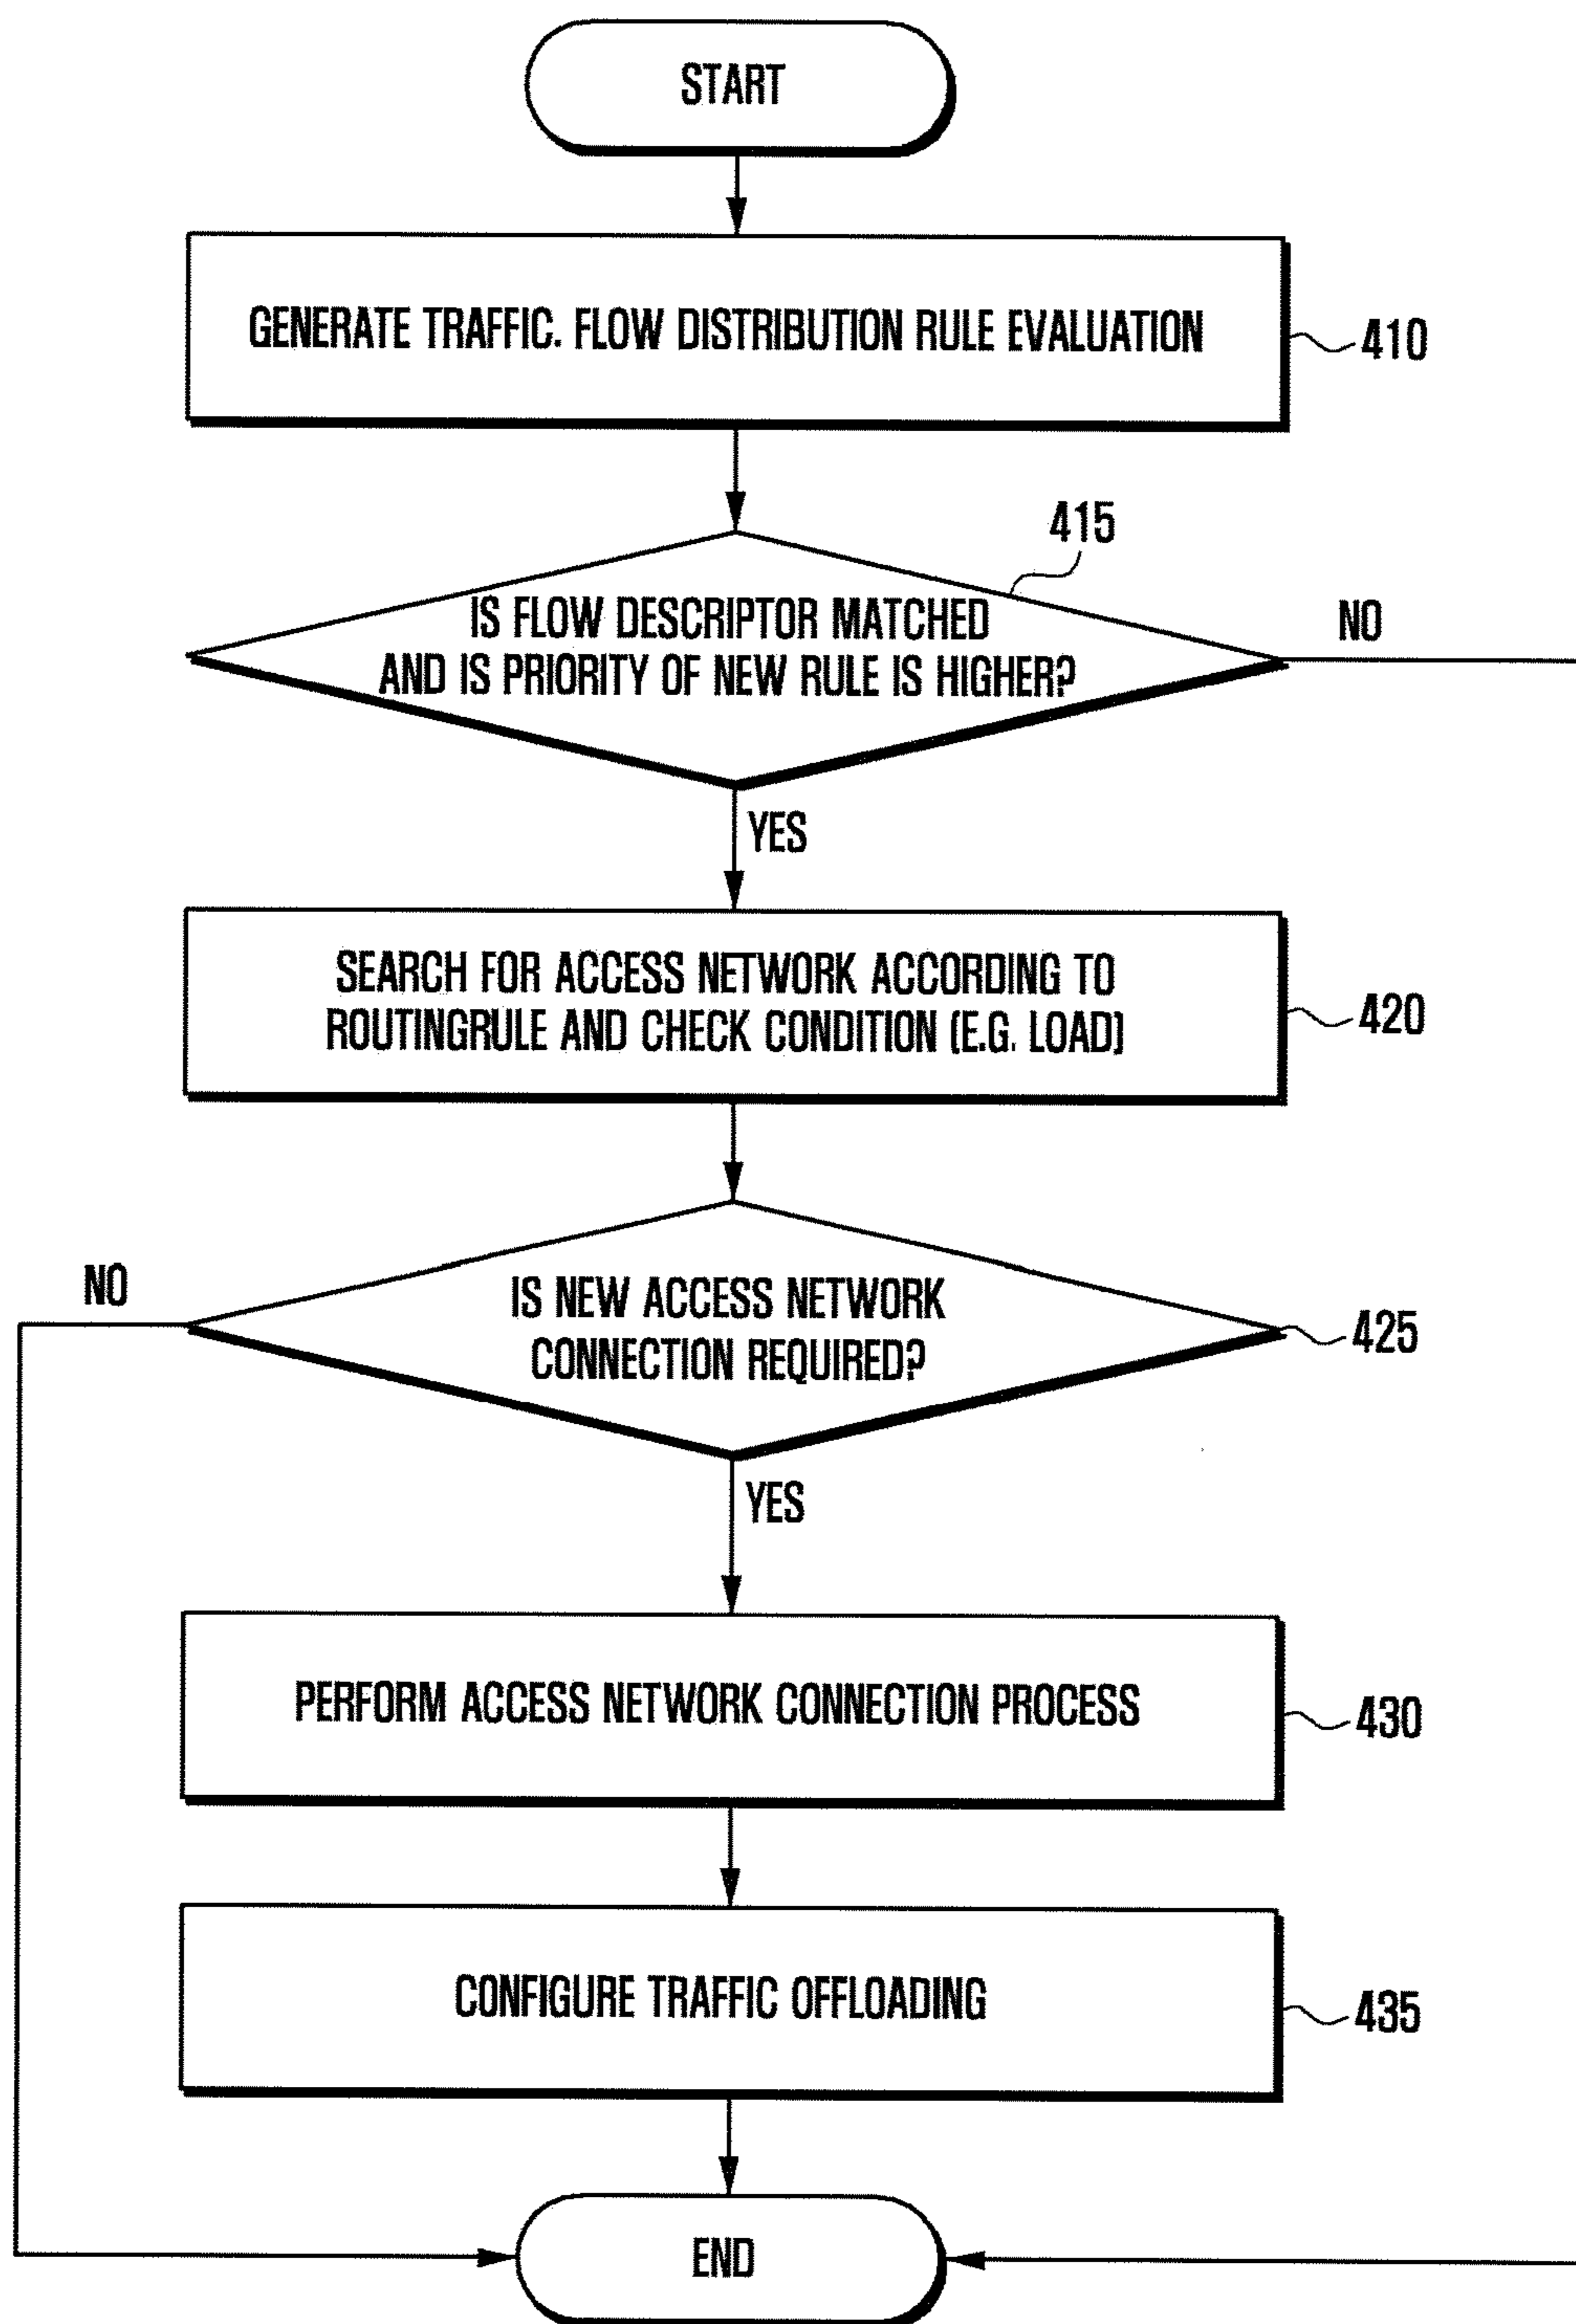 START
GENERATE TRAFFIC. FLOW DISTRIBUTION RULE EVALUATION
410
415
IS FLOW DESCRIPTOR MATCHED
AND IS PRIORITY OF NEW RULE IS HIGHER?
NO
YES
SEARCH FOR ACCESS NETWORK ACCORDING TO
ROUTINGRULE AND CHECK CONDITION (E.G. LOAD)
420
NO
IS NEW ACCESS NETWORK
CONNECTION REQUIRED?
425
YES
PERFORM ACCESS NETWORK CONNECTION PROCESS
430
CONFIGURE TRAFFIC OFFLOADING
435
END